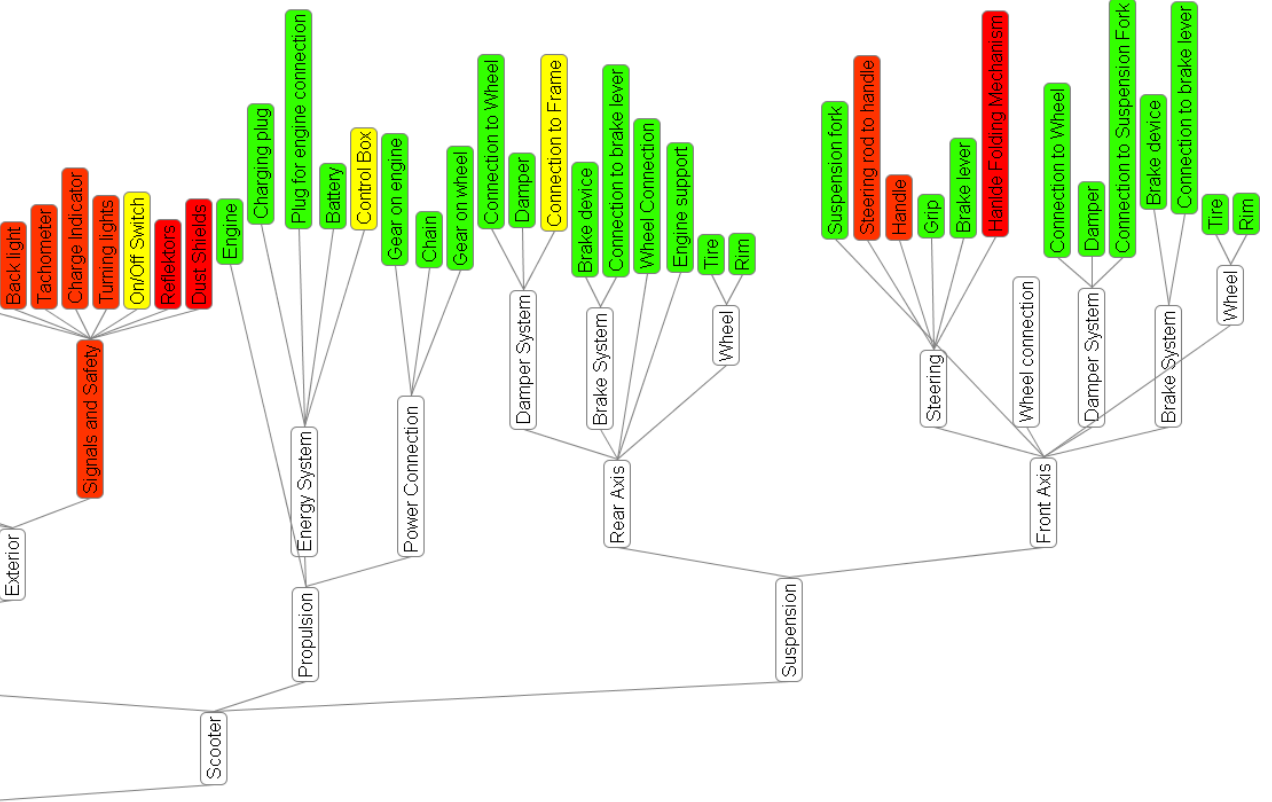 Back light
Tachometer
Charge Indicator
Turning lights
On/Off Switch
Reflektors
Dust Shields
Engine
Charging plug
Plug for engine connection
Battery
Control Box
Gear on engine
Chain
Gear on wheel
Connection to Wheel
Damper
Connection to Frame
Brake device
Connection to brake lever
Wheel Connection
Engine support
Tire
Rim
Suspension fork
Steering rod to handle
Handle
Grip
Brake lever
Hanlde Folding Mechanism
Connection to Wheel
Damper
Connection to Suspension Fork
Brake device
Connection to brake lever
Tire
Rim
Signals and Safety
Energy System
Power Connection
Damper System
Brake System
Wheel
Steering
Wheel connection
Damper System
Brake System
Wheel
Exterior
Rear Axis
Front Axis
Propulsion
Suspension
Scooter